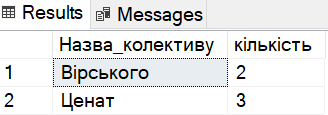 Results Messages
Назва_колективу кількість
1 Вірського 2
2 Ценат 3